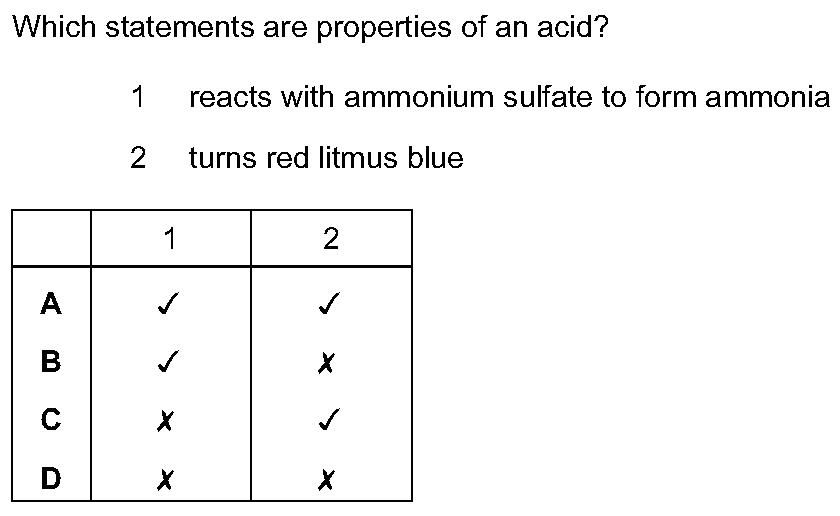 Which statements are properties of an acid?
1 reacts with ammonium sulfate to form ammonia
2 turns red litmus blue
1 2
A ✓ ✓
B ✓ ✗
C ✗ ✓
D ✗ ✗